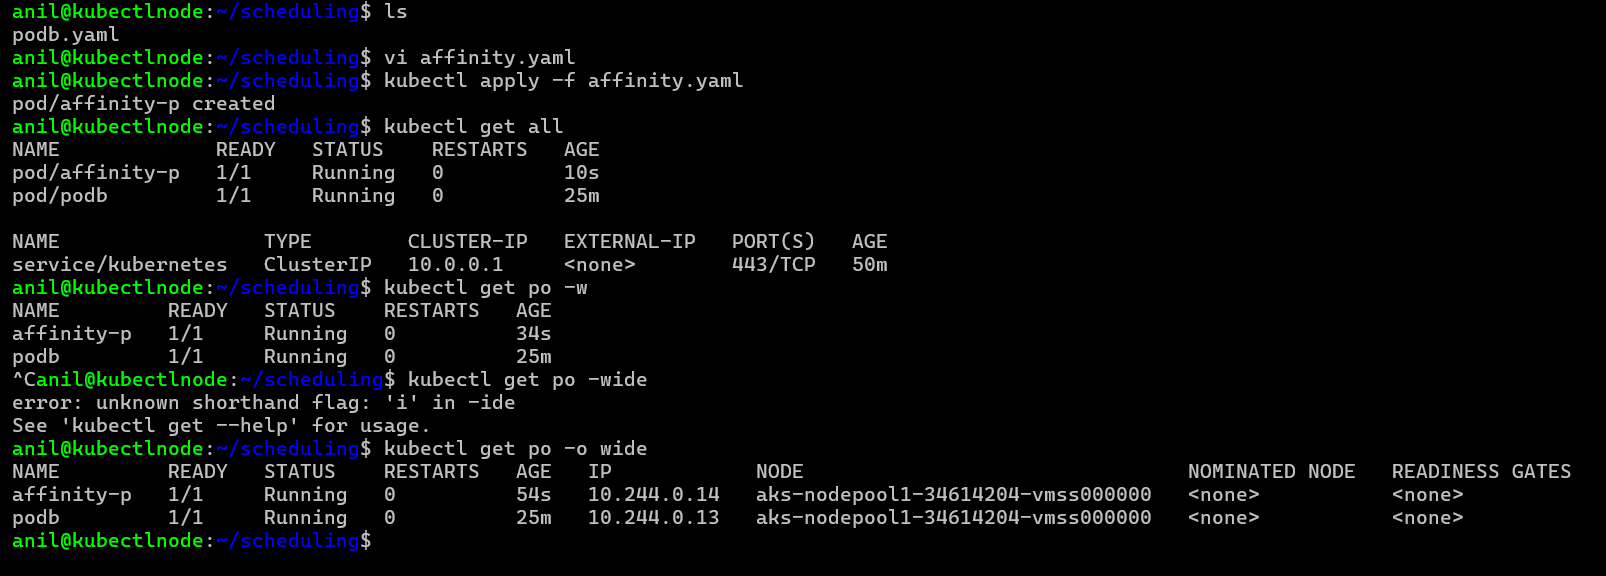 anil@kubectlnode:~/scheduling$ ls
podb.yaml
anil@kubectlnode:~/scheduling$ vi affinity.yaml
anil@kubectlnode:~/scheduling$ kubectl apply -f affinity.yaml
pod/affinity-p created
anil@kubectlnode:~/scheduling$ kubectl get all
NAME             READY   STATUS    RESTARTS   AGE
pod/affinity-p   1/1     Running   0          10s
pod/podb         1/1     Running   0          25m

NAME                 TYPE        CLUSTER-IP   EXTERNAL-IP   PORT(S)   AGE
service/kubernetes   ClusterIP   10.0.0.1     <none>        443/TCP   50m
anil@kubectlnode:~/scheduling$ kubectl get po -w
NAME         READY   STATUS    RESTARTS   AGE
affinity-p   1/1     Running   0          34s
podb         1/1     Running   0          25m
^Canil@kubectlnode:~/scheduling$ kubectl get po -wide
error: unknown shorthand flag: 'i' in -ide
See 'kubectl get --help' for usage.
anil@kubectlnode:~/scheduling$ kubectl get po -o wide
NAME         READY   STATUS    RESTARTS   AGE   IP            NODE                                NOMINATED NODE   READINESS GATES
affinity-p   1/1     Running   0          54s   10.244.0.14   aks-nodepool1-34614204-vmss000000   <none>           <none>
podb         1/1     Running   0          25m   10.244.0.13   aks-nodepool1-34614204-vmss000000   <none>           <none>
anil@kubectlnode:~/scheduling$